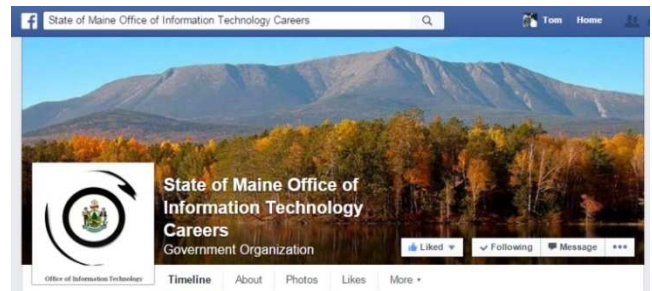 State of Maine Office of Information Technology Careers
Tom Home
State of Maine Office of
Information Technology
Careers
Government Organization
Liked Following Message
Office of Information Technology
Timeline About Photos Likes More